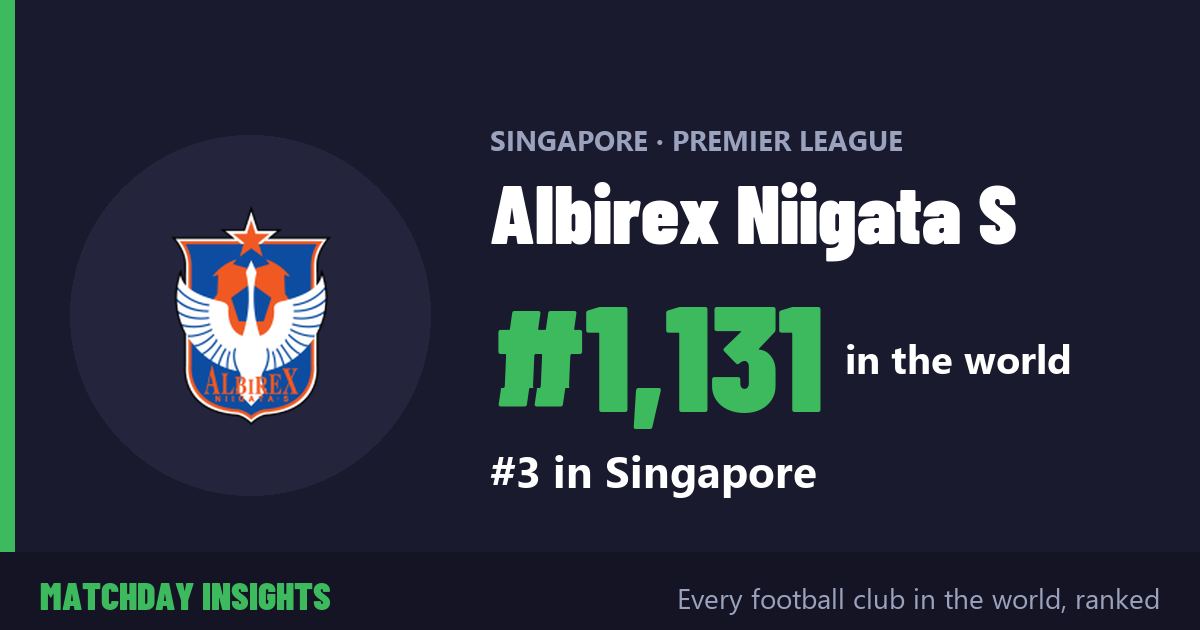 SINGAPORE · PREMIER LEAGUE
Albirex Niigata S
#1,131 in the world
#3 in Singapore
ALBIREX
NIIGATA·S
MATCHDAY INSIGHTS
Every football club in the world, ranked